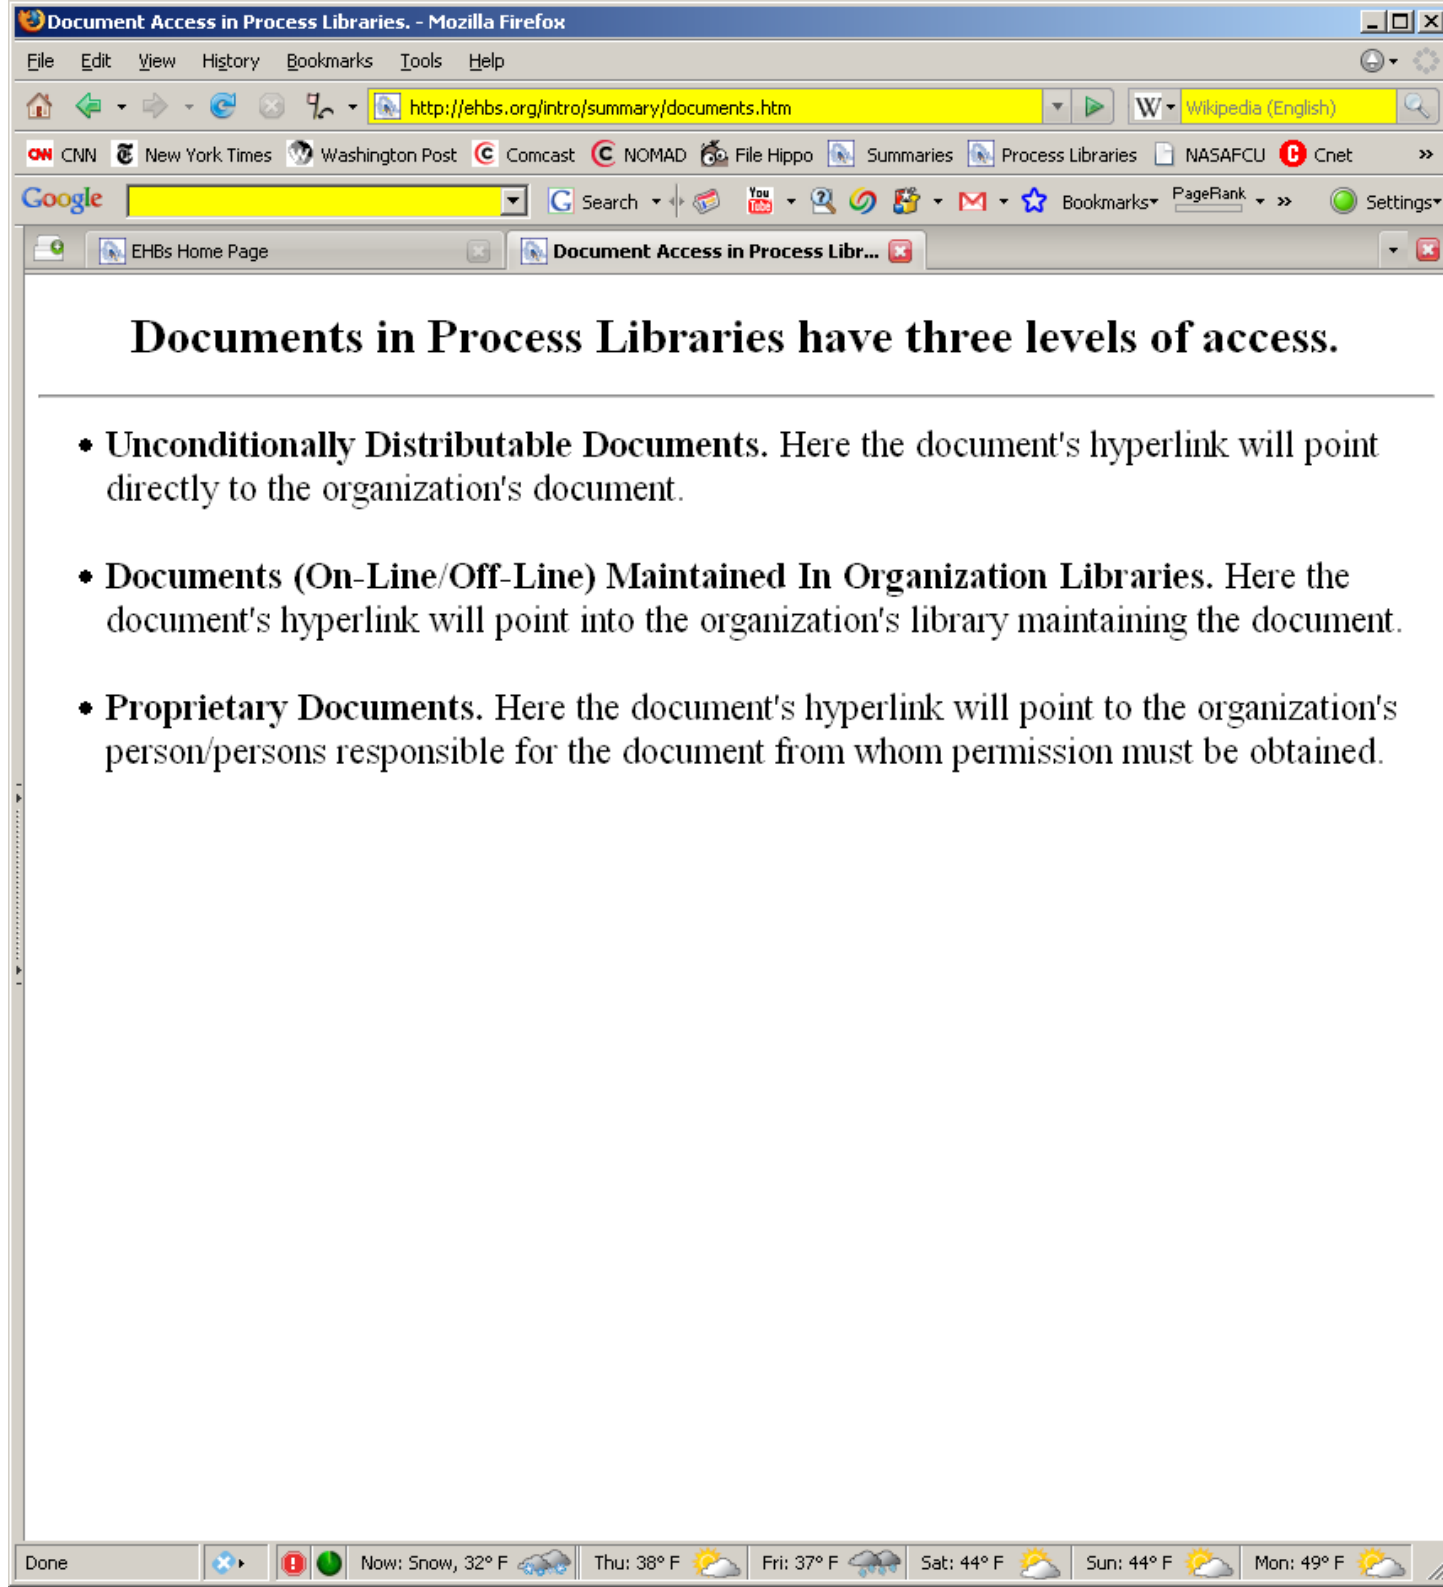 Document Access in Process Libraries. - Mozilla Firefox
File Edit View History Bookmarks Tools Help
http://ehbs.org/intro/summary/documents.htm W Wikipedia (English)
CNN CNN New York Times Washington Post Comcast NOMAD File Hippo Summaries Process Libraries NASAFCU Cnet »
Google G Search You Tube Bookmarks PageRank » Settings
EHBs Home Page Document Access in Process Libr...
Documents in Process Libraries have three levels of access.
• Unconditionally Distributable Documents. Here the document's hyperlink will point
directly to the organization's document.
• Documents (On-Line/Off-Line) Maintained In Organization Libraries. Here the
document's hyperlink will point into the organization's library maintaining the document.
• Proprietary Documents. Here the document's hyperlink will point to the organization's
person/persons responsible for the document from whom permission must be obtained.
Done Now: Snow, 32° F Thu: 38° F Fri: 37° F Sat: 44° F Sun: 44° F Mon: 49° F